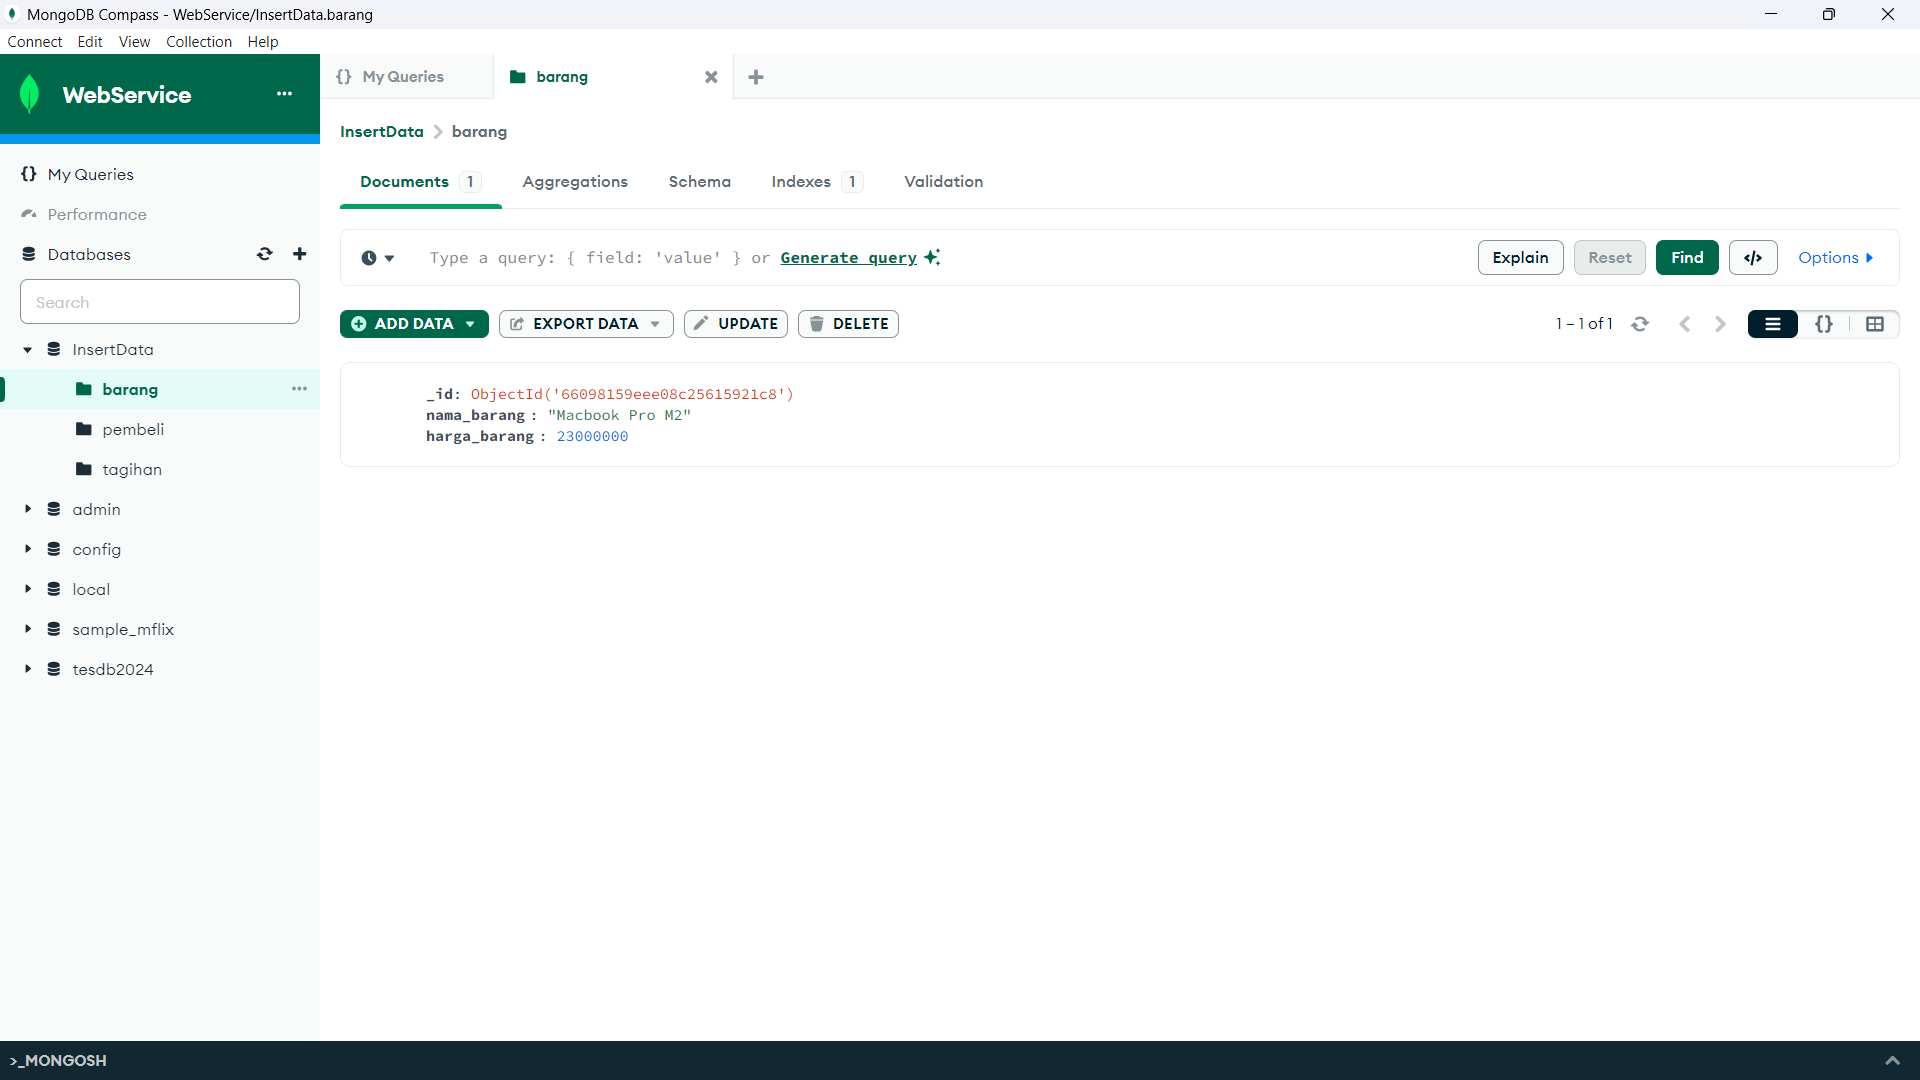 MongoDB Compass - WebService/InsertData.barang
Connect Edit View Collection Help
WebService
My Queries
Performance
Databases
Search
InsertData
barang
pembeli
tagihan
admin
config
local
sample_mflix
tesdb2024
{} My Queries
barang
InsertData > barang
Documents 1 Aggregations Schema Indexes 1 Validation
Type a query: { field: 'value' } or Generate query
Explain Reset Find </> Options
ADD DATA EXPORT DATA UPDATE DELETE
1 – 1 of 1
{}
_id: ObjectId('66098159eee08c25615921c8')
nama_barang : "Macbook Pro M2"
harga_barang : 23000000
>_MONGOSH